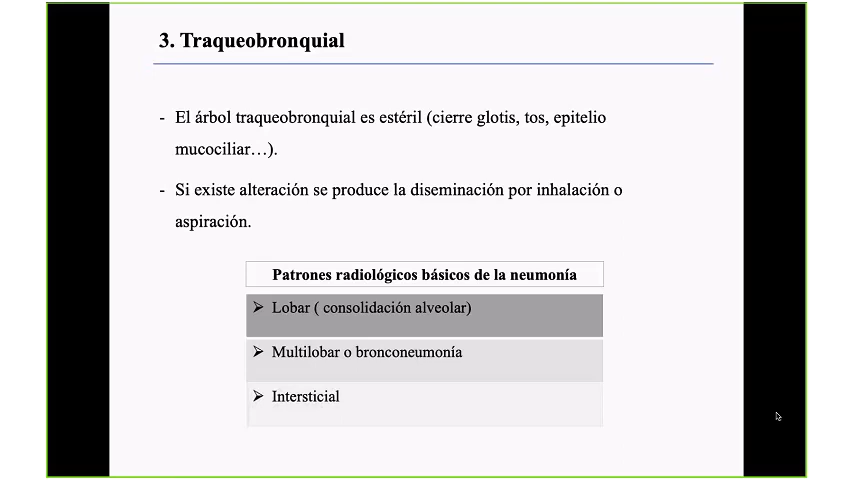 3. Traqueobronquial
- El árbol traqueobronquial es estéril (cierre glotis, tos, epitelio
mucociliar…).
- Si existe alteración se produce la diseminación por inhalación o
aspiración.
Patrones radiológicos básicos de la neumonía
➢ Lobar ( consolidación alveolar)
➢ Multilobar o bronconeumonía
➢ Intersticial